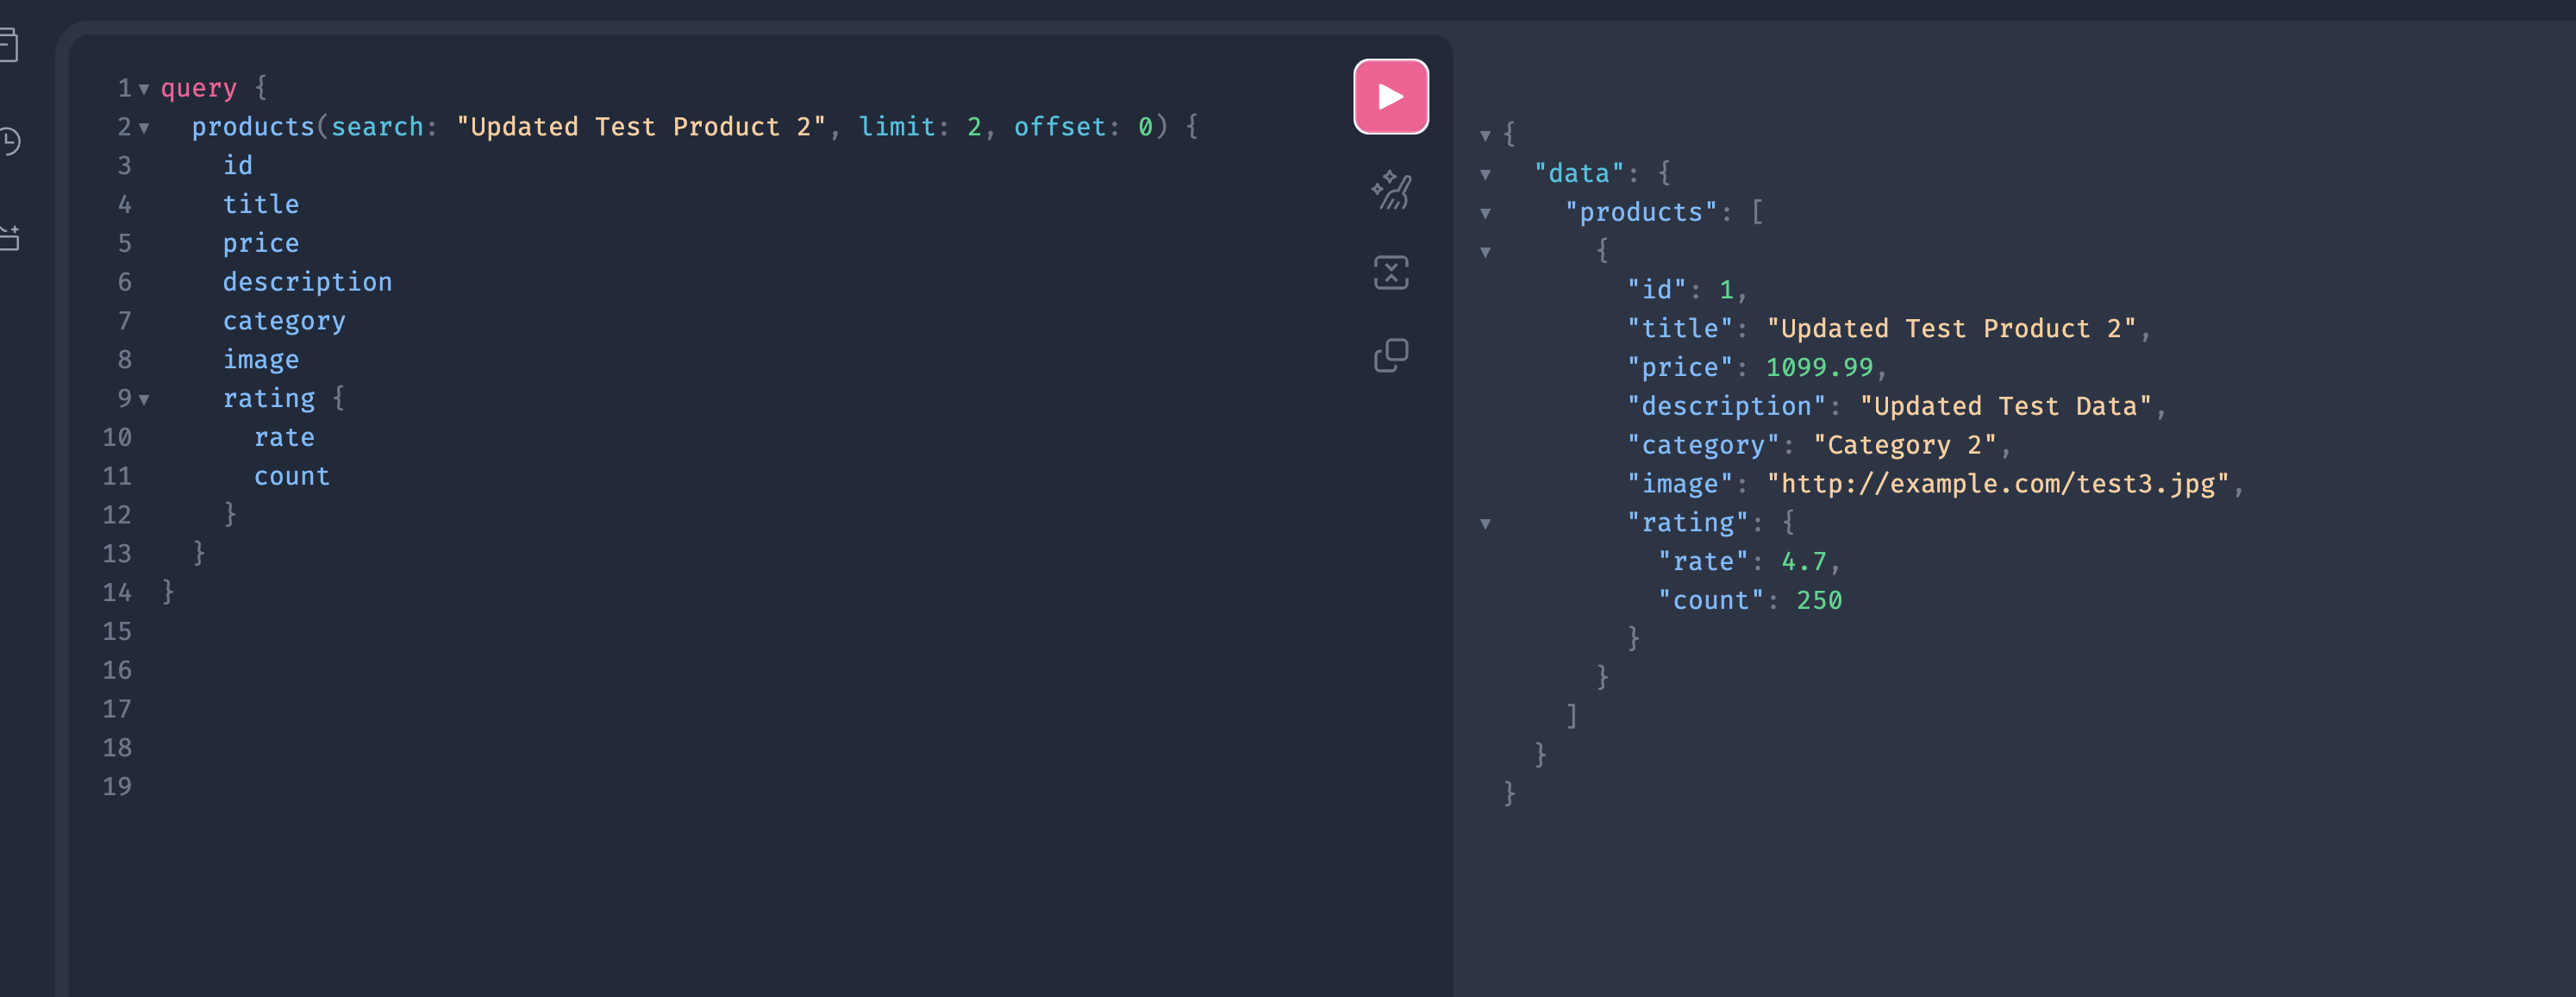 1 query {
2   products(search: "Updated Test Product 2", limit: 2, offset: 0) {
3     id
4     title
5     price
6     description
7     category
8     image
9     rating {
10       rate
11       count
12     }
13   }
14 }
15
16
17
18
19
{
  "data": {
    "products": [
      {
        "id": 1,
        "title": "Updated Test Product 2",
        "price": 1099.99,
        "description": "Updated Test Data",
        "category": "Category 2",
        "image": "http://example.com/test3.jpg",
        "rating": {
          "rate": 4.7,
          "count": 250
        }
      }
    ]
  }
}